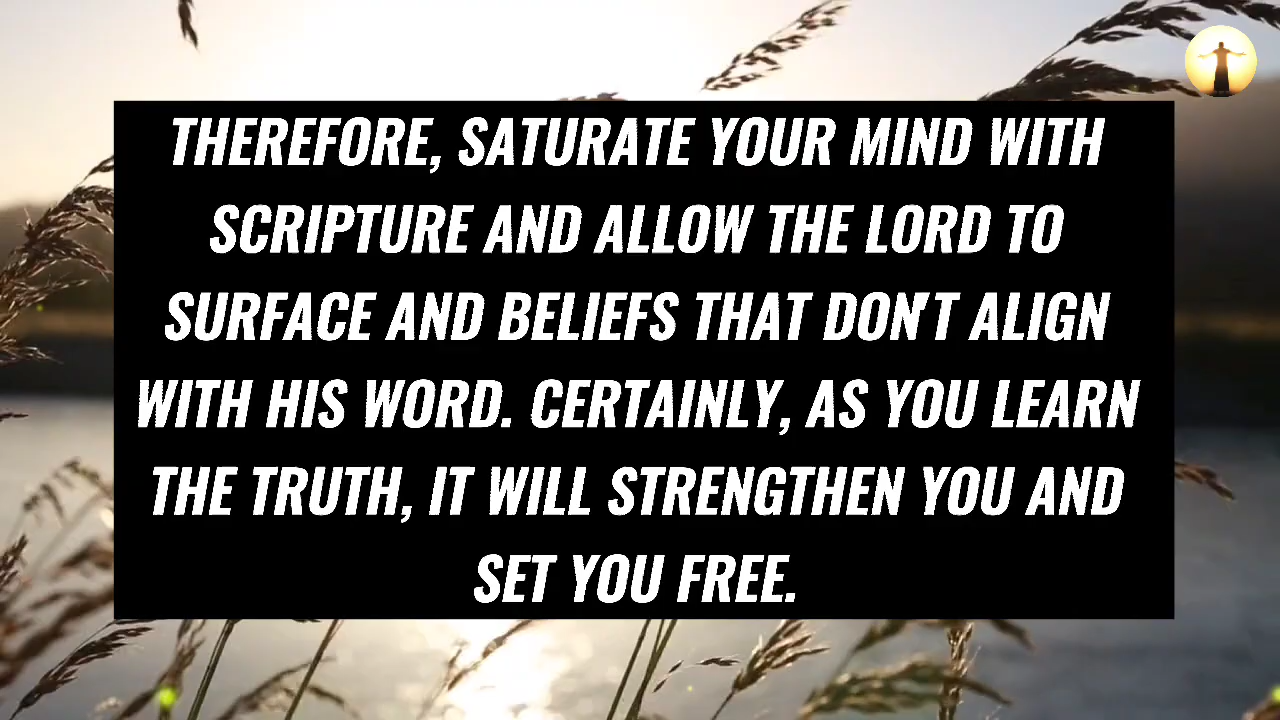 THEREFORE, SATURATE YOUR MIND WITH
SCRIPTURE AND ALLOW THE LORD TO
SURFACE AND BELIEFS THAT DON'T ALIGN
WITH HIS WORD. CERTAINLY, AS YOU LEARN
THE TRUTH, IT WILL STRENGTHEN YOU AND
SET YOU FREE.